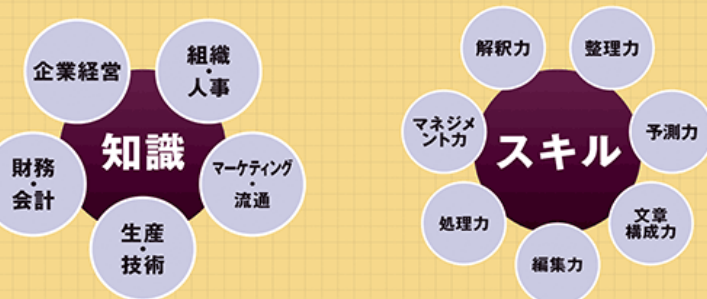 知識
企業経営
組織
・
人事
マーケティング
・
流通
生産
・
技術
財務
・
会計
スキル
解釈力
整理力
予測力
文章
構成力
編集力
処理力
マネジメ
ント力